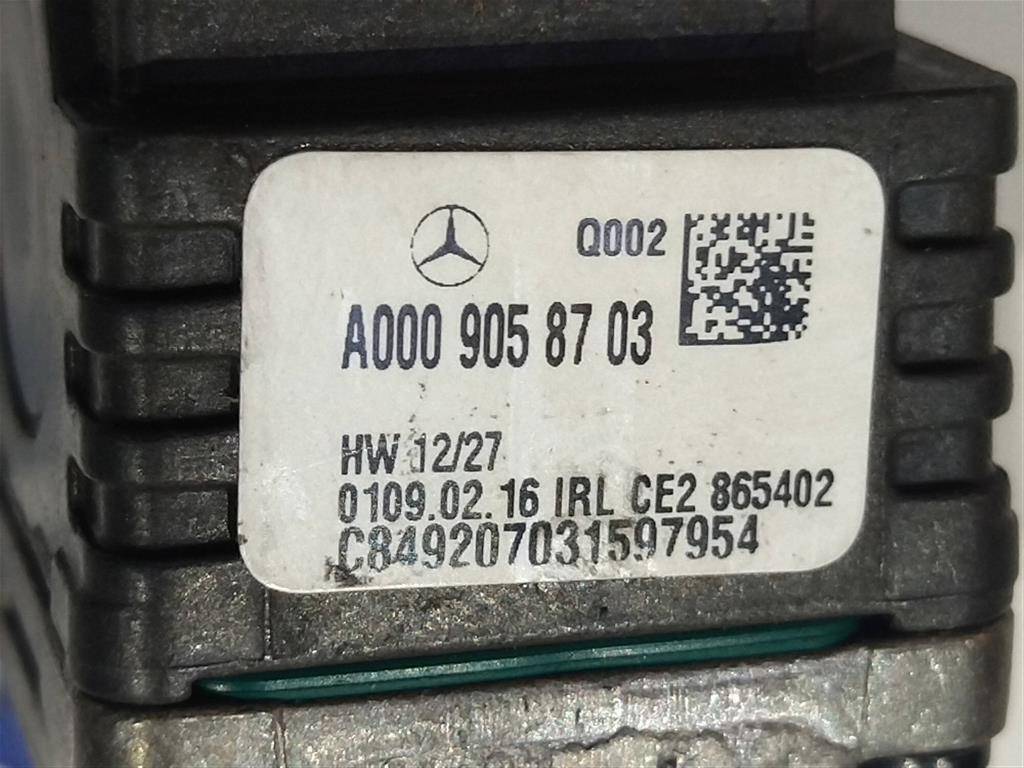 Q002
A000 905 87 03
HW 12/27
0109.02.16 IRL CE2 865402
C849207031597954